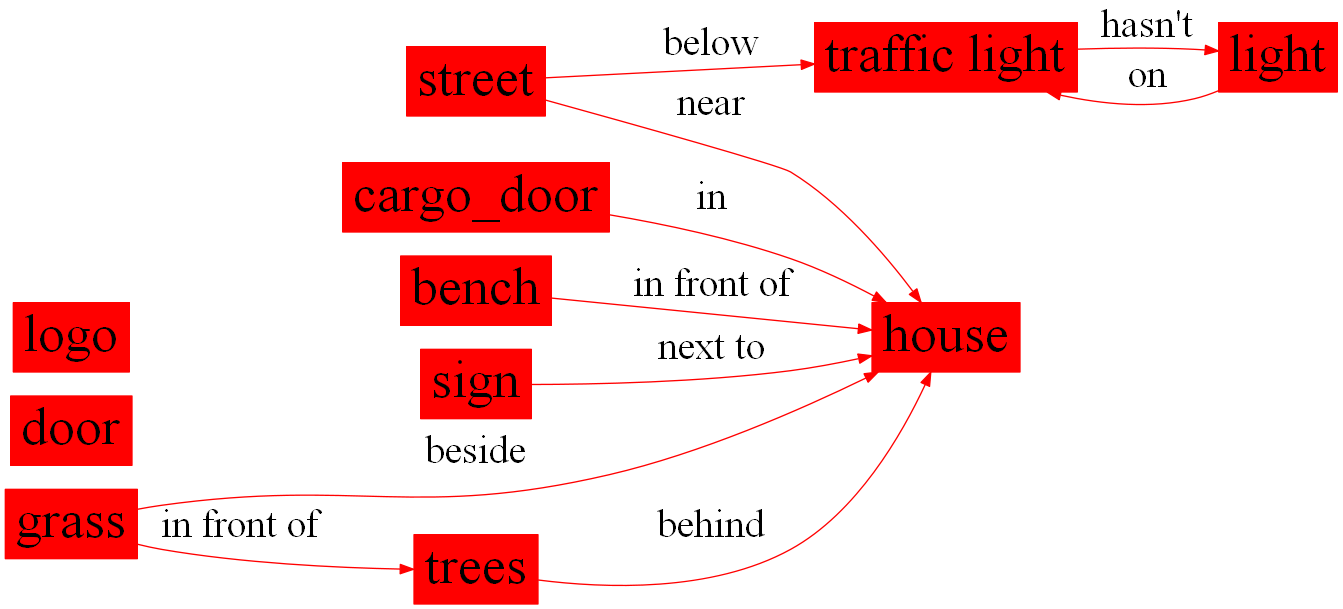 hasn't
below
traffic light
light
street
on
near
cargo_door
in
bench
in front of
logo
house
next to
sign
door
beside
grass
in front of
behind
trees